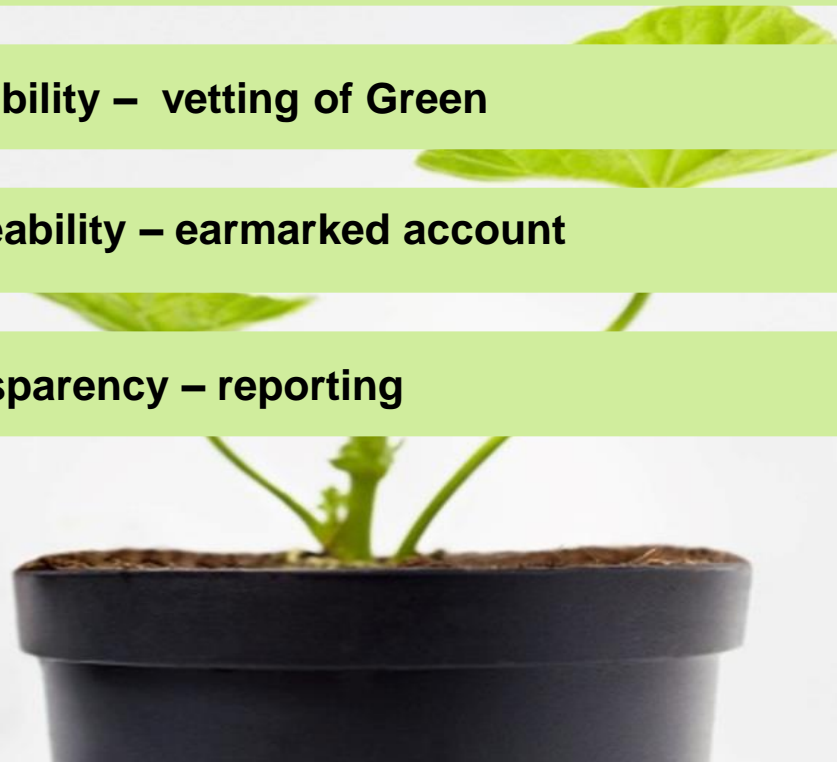 bility – vetting of Green
eability – earmarked account
sparency – reporting